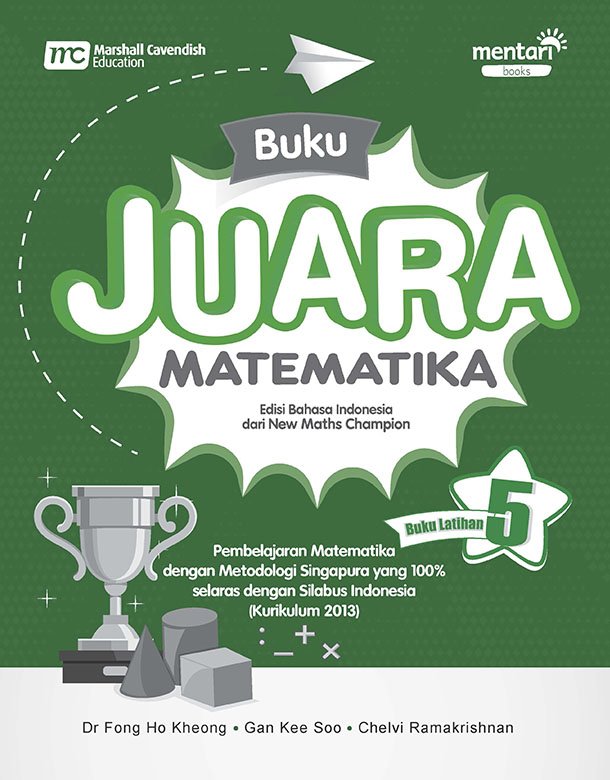 mc Marshall Cavendish
Education
mentari
books
Buku
JUARA
MATEMATIKA
Edisi Bahasa Indonesia
dari New Maths Champion
Buku Latihan 5
Pembelajaran Matematika
dengan Metodologi Singapura yang 100%
selaras dengan Silabus Indonesia
(Kurikulum 2013)
: − + ×
Dr Fong Ho Kheong • Gan Kee Soo • Chelvi Ramakrishnan